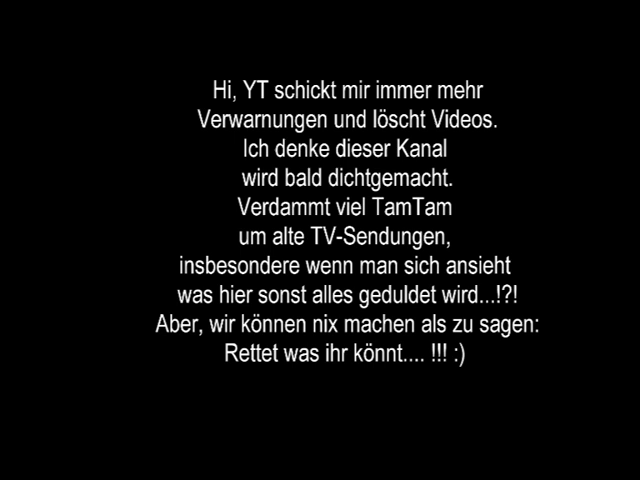 Hi, YT schickt mir immer mehr
Verwarnungen und löscht Videos.
Ich denke dieser Kanal
wird bald dichtgemacht.
Verdammt viel TamTam
um alte TV-Sendungen,
insbesondere wenn man sich ansieht
was hier sonst alles geduldet wird...!?!
Aber, wir können nix machen als zu sagen:
Rettet was ihr könnt.... !!! :)